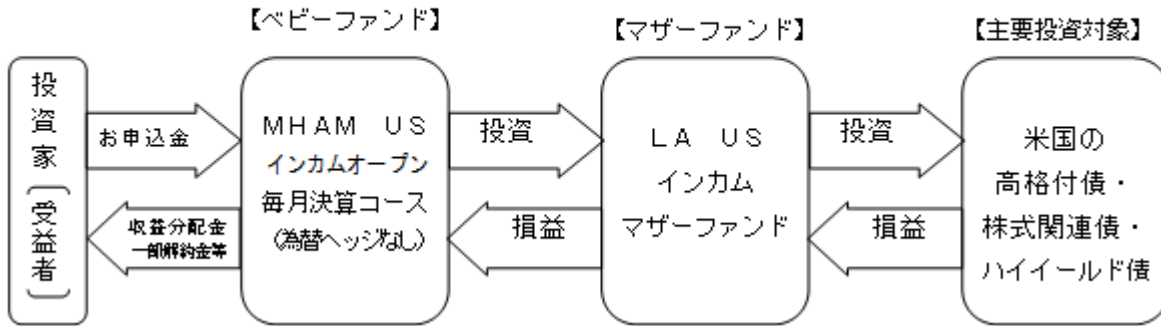 【ベビーファンド】
【マザーファンド】
【主要投資対象】
投資家（受益者）
お申込金
収益分配金
一部解約金等
ＭＨＡＭ　ＵＳ
インカムオープン
毎月決算コース
（為替ヘッジなし）
投資
損益
ＬＡ　ＵＳ
インカム
マザーファンド
投資
損益
米国の
高格付債・
株式関連債・
ハイイールド債